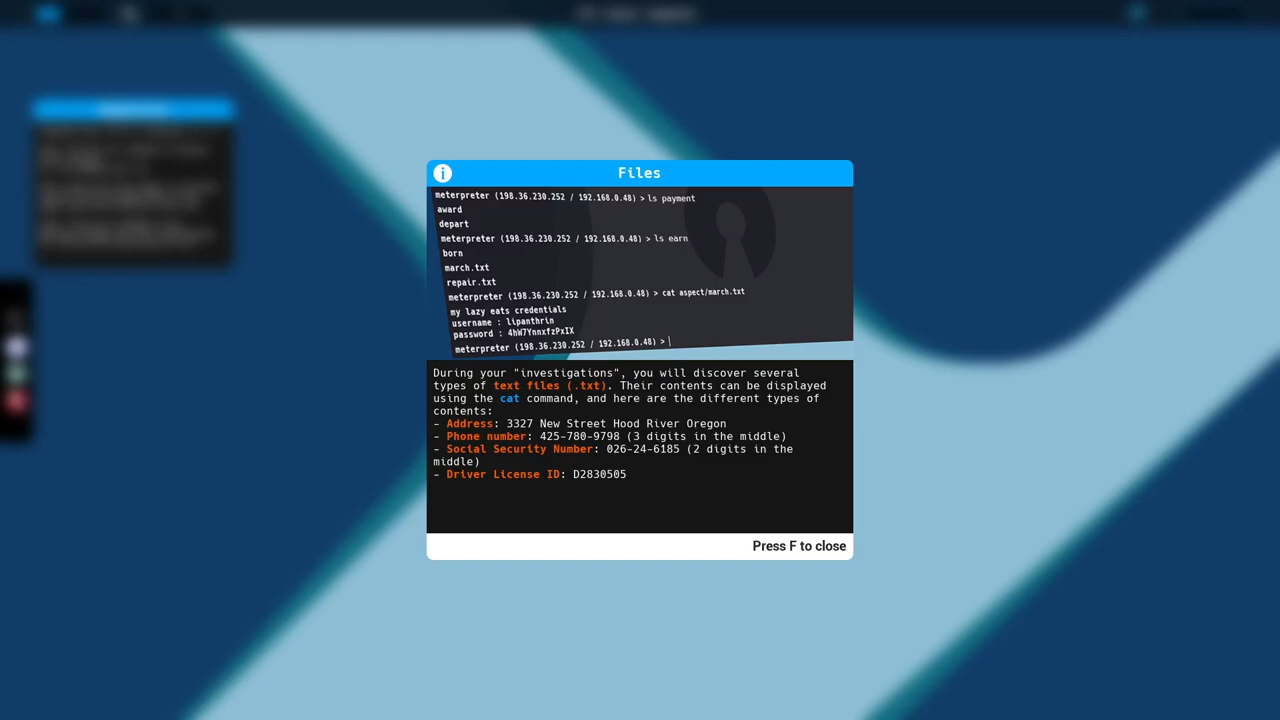 Files
meterpreter (198.36.230.252 / 192.168.0.48) > ls payment
award
depart
meterpreter (198.36.230.252 / 192.168.0.48) > ls earn
born
march.txt
repair.txt
meterpreter (198.36.230.252 / 192.168.0.48) > cat aspect/march.txt
my lazy eats credentials
username : lipanthrin
password : 4hW7YnnxfzPxIX
meterpreter (198.36.230.252 / 192.168.0.48) >
During your "investigations", you will discover several
types of text files (.txt). Their contents can be displayed
using the cat command, and here are the different types of
contents:
- Address: 3327 New Street Hood River Oregon
- Phone number: 425-780-9798 (3 digits in the middle)
- Social Security Number: 026-24-6185 (2 digits in the
middle)
- Driver License ID: D2830505
Press F to close